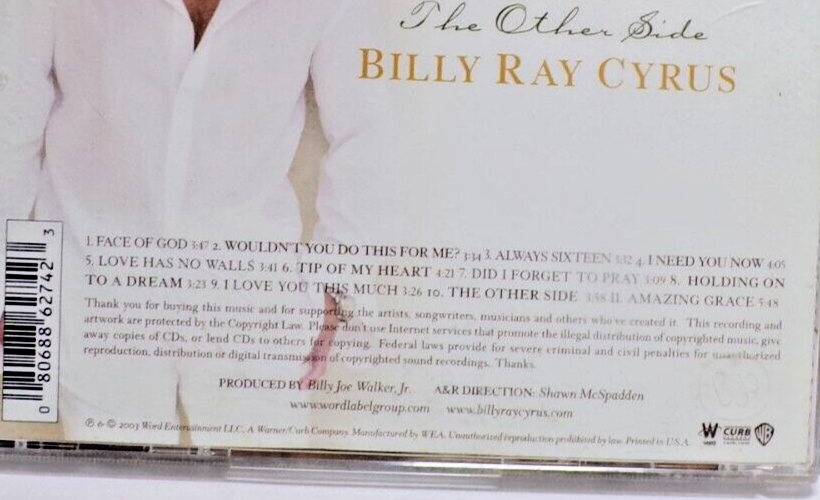 The Other Side
BILLY RAY CYRUS
1. FACE OF GOD 3:47 2. WOULDN'T YOU DO THIS FOR ME? 3:34 3. ALWAYS SIXTEEN 3:12 4. I NEED YOU NOW 4:05
5. LOVE HAS NO WALLS 3:41 6. TIP OF MY HEART 4:21 7. DID I FORGET TO PRAY 3:09 8. HOLDING ON
TO A DREAM 3:23 9. I LOVE YOU THIS MUCH 3:26 10. THE OTHER SIDE 3:58 11. AMAZING GRACE 5:48
Thank you for buying this music and for supporting the artists, songwriters, musicians and others who've created it. This recording and
artwork are protected by the Copyright Law. Please don't use Internet services that promote the illegal distribution of copyrighted music, give
away copies of CDs, or lend CDs to others for copying. Federal laws provide for severe criminal and civil penalties for unauthorized
reproduction, distribution or digital transmission of copyrighted sound recordings. Thanks.
PRODUCED BY Billy Joe Walker, Jr. A&R DIRECTION: Shawn McSpadden
www.wordlabelgroup.com www.billyraycyrus.com
℗ & © 2003 Word Entertainment LLC, A Warner/Curb Company. Manufactured by WEA. Unauthorized reproduction prohibited by law. Printed in U.S.A.
W CURB WB
0 80688 62742 3